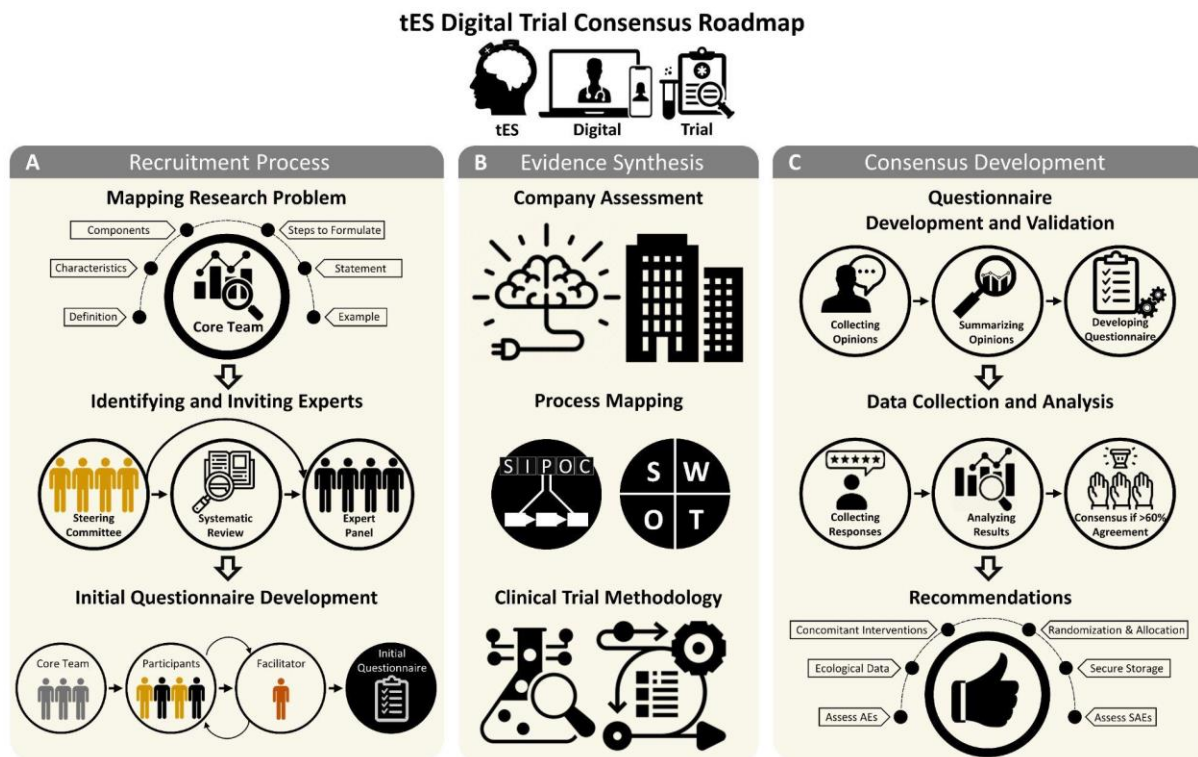 tES Digital Trial Consensus Roadmap
tES
Digital
Trial
A
Recruitment Process
Mapping Research Problem
Components
Steps to Formulate
Characteristics
Statement
Definition
Example
Core Team
Identifying and Inviting Experts
Steering
Committee
Systematic
Review
Expert
Panel
Initial Questionnaire Development
Core Team
Participants
Facilitator
Initial
Questionnaire
B
Evidence Synthesis
Company Assessment
Process Mapping
S I P O C
S W
O T
Clinical Trial Methodology
C
Consensus Development
Questionnaire
Development and Validation
Collecting
Opinions
Summarizing
Opinions
Developing
Questionnaire
Data Collection and Analysis
Collecting
Responses
Analyzing
Results
Consensus if >60%
Agreement
Recommendations
Concomitant Interventions
Randomization & Allocation
Ecological Data
Secure Storage
Assess AEs
Assess SAEs